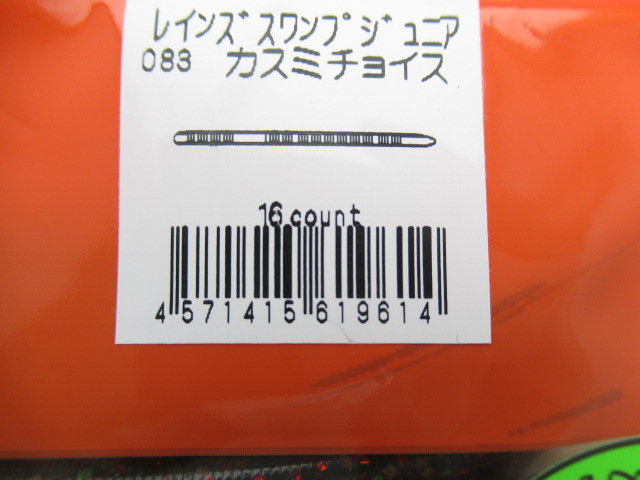 レインズスワンプジュニア
083 カスミチョイス
16 count
4 571415 619614